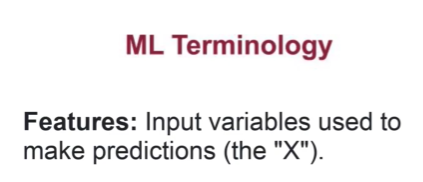 ML Terminology
Features: Input variables used to
make predictions (the "X").